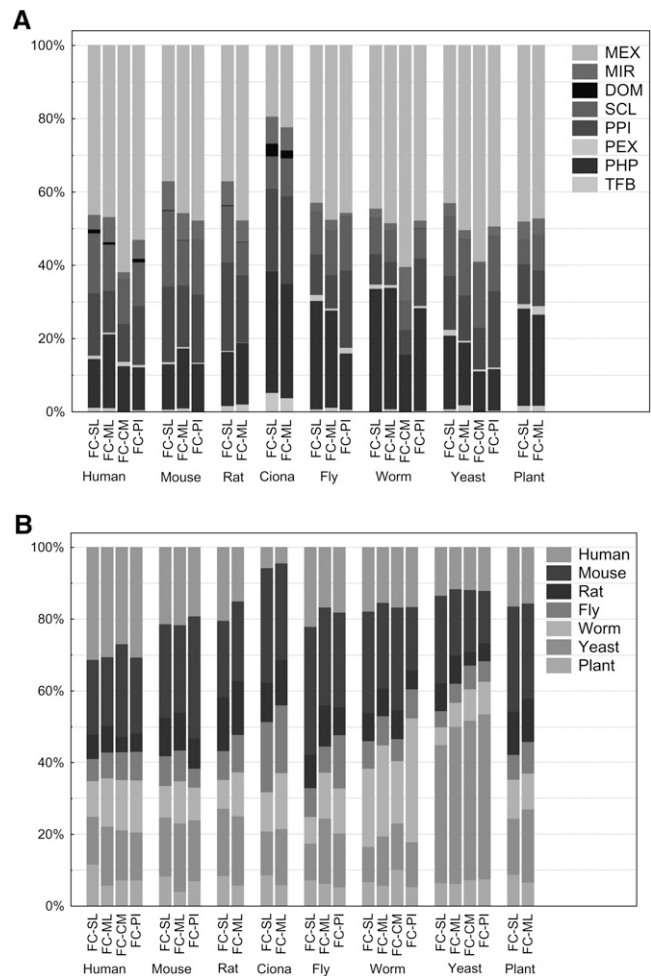 A
100%
80%
60%
40%
20%
0%
MEX
MIR
DOM
SCL
PPI
PEX
PHP
TFB
FC-SL FC-ML FC-CM FC-PI FC-SL FC-ML FC-PI FC-SL FC-ML FC-SL FC-ML FC-SL FC-ML FC-PI FC-SL FC-ML FC-CM FC-PI FC-SL FC-ML FC-CM FC-PI FC-SL FC-ML
Human Mouse Rat Ciona Fly Worm Yeast Plant
B
100%
80%
60%
40%
20%
0%
Human
Mouse
Rat
Fly
Worm
Yeast
Plant
FC-SL FC-ML FC-CM FC-PI FC-SL FC-ML FC-PI FC-SL FC-ML FC-SL FC-ML FC-SL FC-ML FC-PI FC-SL FC-ML FC-CM FC-PI FC-SL FC-ML FC-CM FC-PI FC-SL FC-ML
Human Mouse Rat Ciona Fly Worm Yeast Plant